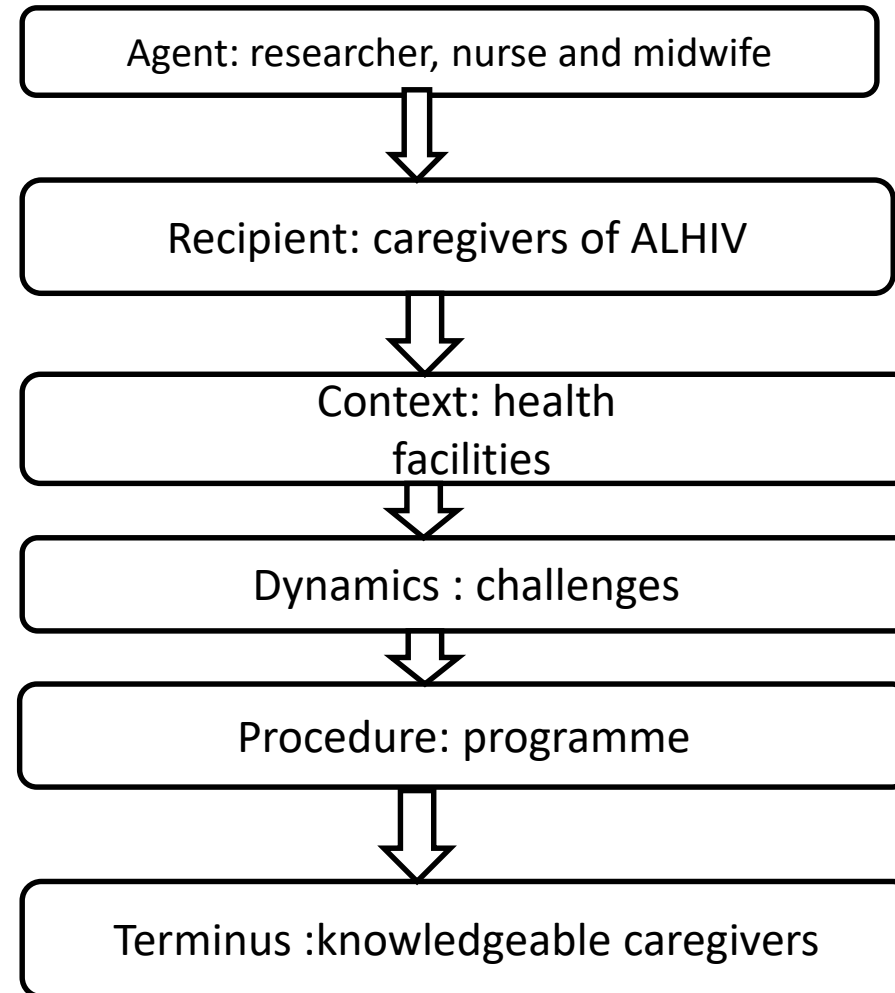 Agent: researcher, nurse and midwife
Recipient: caregivers of ALHIV
Context: health
facilities
Dynamics : challenges
Procedure: programme
Terminus :knowledgeable caregivers